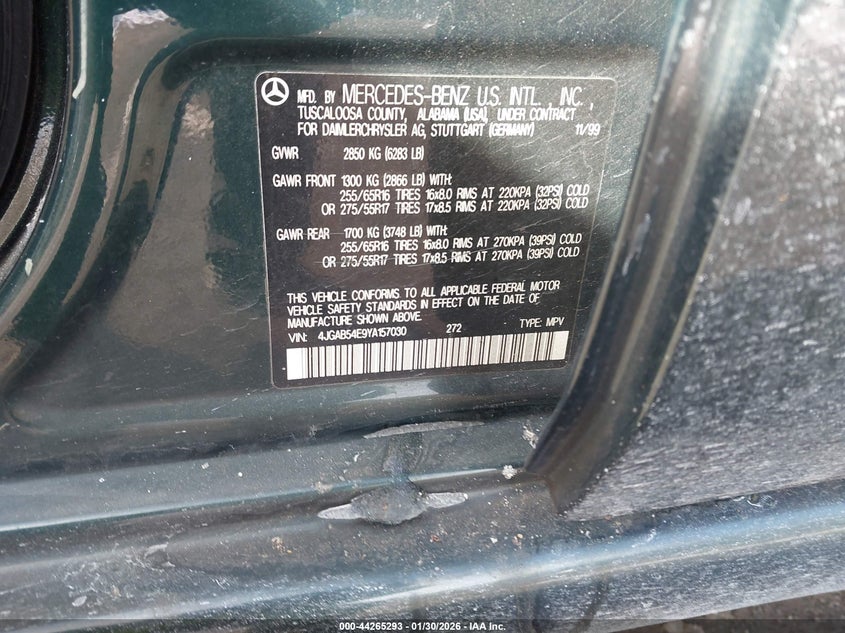 MFD. BY MERCEDES-BENZ U.S. INTL., INC.,
TUSCALOOSA COUNTY, ALABAMA (USA), UNDER CONTRACT
FOR DAIMLERCHRYSLER AG, STUTTGART (GERMANY) 11/99
GVWR 2850 KG (6283 LB)
GAWR FRONT 1300 KG (2866 LB) WITH:
255/65R16 TIRES 16x8.0 RIMS AT 220KPA (32PSI) COLD
OR 275/55R17 TIRES 17x8.5 RIMS AT 220KPA (32PSI) COLD
GAWR REAR 1700 KG (3748 LB) WITH:
255/65R16 TIRES 16x8.0 RIMS AT 270KPA (39PSI) COLD
OR 275/55R17 TIRES 17x8.5 RIMS AT 270KPA (39PSI) COLD
THIS VEHICLE CONFORMS TO ALL APPLICABLE FEDERAL MOTOR
VEHICLE SAFETY STANDARDS IN EFFECT ON THE DATE OF
MANUFACTURE SHOWN ABOVE.
VIN: 4JGAB54E9YA157030 272 TYPE: MPV
000-44265293 - 01/30/2026 - IAA Inc.